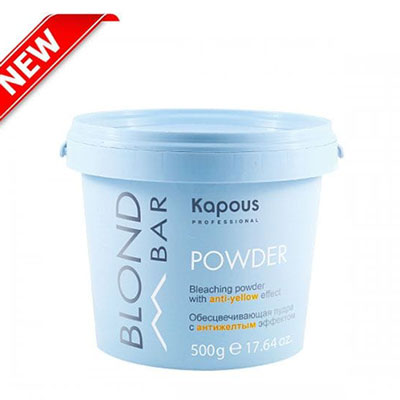 NEW
BLOND
BAR
Kapous
PROFESSIONAL
POWDER
Bleaching powder
with anti-yellow effect
Обесцвечивающая пудра
с антижелтым эффектом
500g ℮ 17.64 oz.